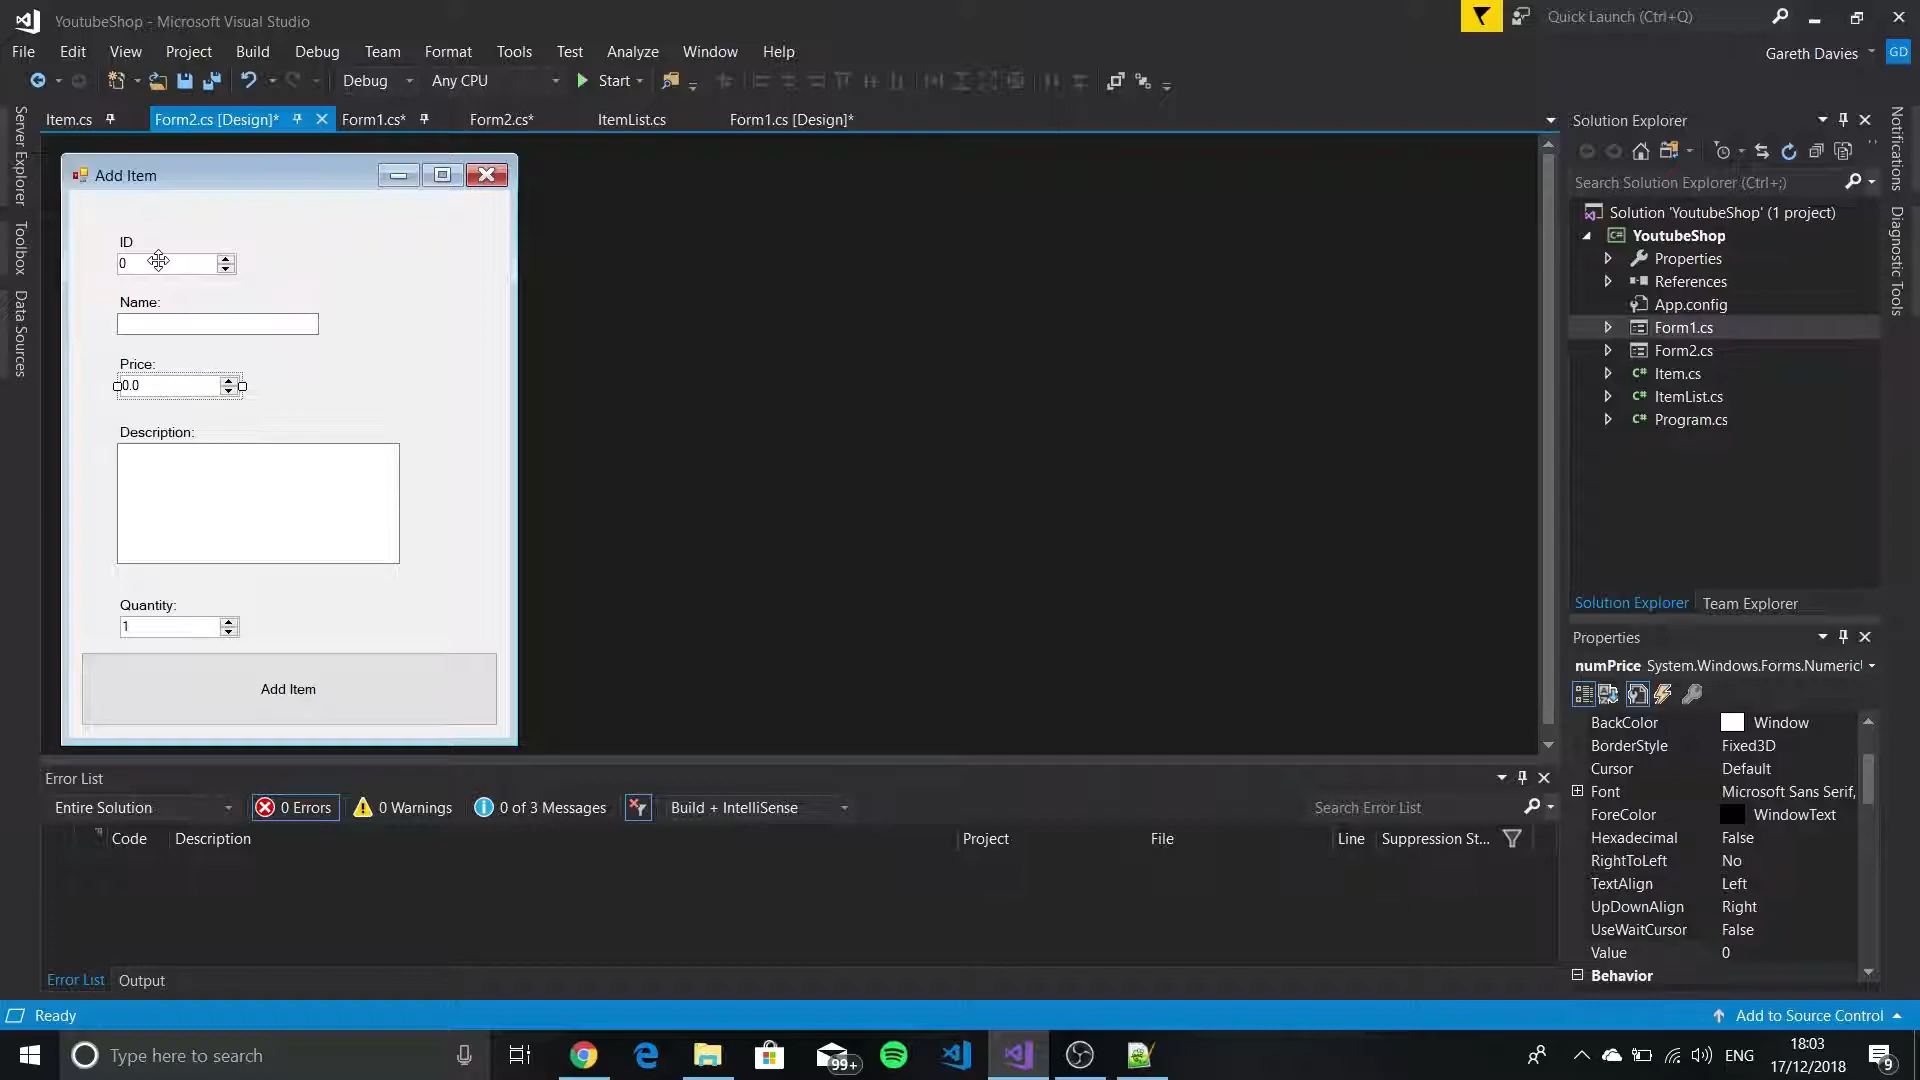 YoutubeShop - Microsoft Visual Studio
Quick Launch (Ctrl+Q)
File Edit View Project Build Debug Team Format Tools Test Analyze Window Help
Gareth Davies GD
Debug Any CPU Start
Server Explorer
Toolbox
Data Sources
Item.cs Form2.cs [Design]* Form1.cs* Form2.cs* ItemList.cs Form1.cs [Design]*
Add Item
ID
0
Name:
Price:
0.0
Description:
Quantity:
1
Add Item
Solution Explorer
Search Solution Explorer (Ctrl+;)
Solution 'YoutubeShop' (1 project)
C# YoutubeShop
Properties
References
App.config
Form1.cs
Form2.cs
C# Item.cs
C# ItemList.cs
C# Program.cs
Solution Explorer Team Explorer
Notifications
Diagnostic Tools
Properties
numPrice System.Windows.Forms.Numeric
BackColor Window
BorderStyle Fixed3D
Cursor Default
Font Microsoft Sans Serif,
ForeColor WindowText
Hexadecimal False
RightToLeft No
TextAlign Left
UpDownAlign Right
UseWaitCursor False
Value 0
Behavior
Error List
Entire Solution 0 Errors 0 Warnings 0 of 3 Messages Build + IntelliSense Search Error List
Code Description Project File Line Suppression St...
Error List Output
Ready Add to Source Control
Type here to search
99+
ENG
18:03
17/12/2018
9